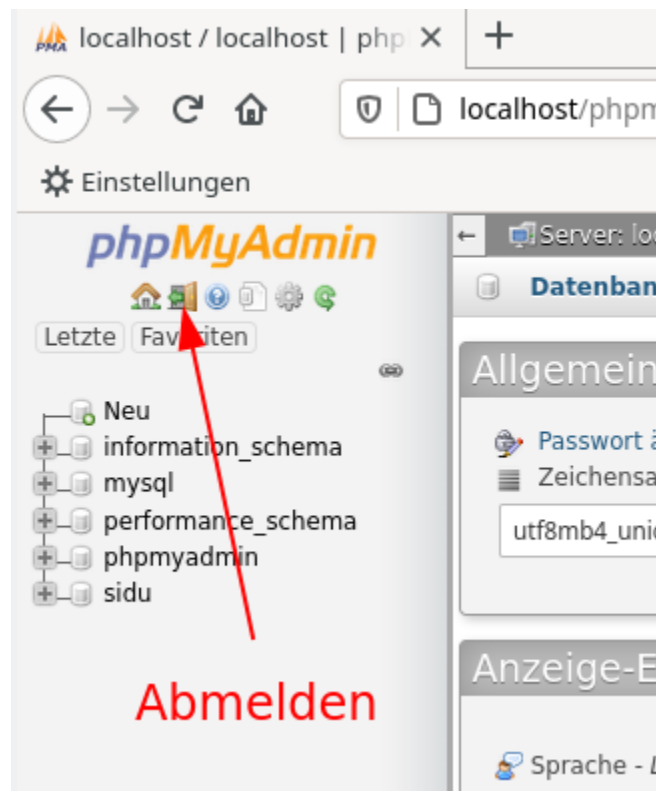 localhost / localhost | php
localhost/phpm
Einstellungen
phpMyAdmin
Server: lo
Datenban
Letzte Favoriten
Allgemein
Neu
information_schema
Passwort ä
mysql
Zeichensa
performance_schema
utf8mb4_unic
phpmyadmin
sidu
Anzeige-E
Abmelden
Sprache - L